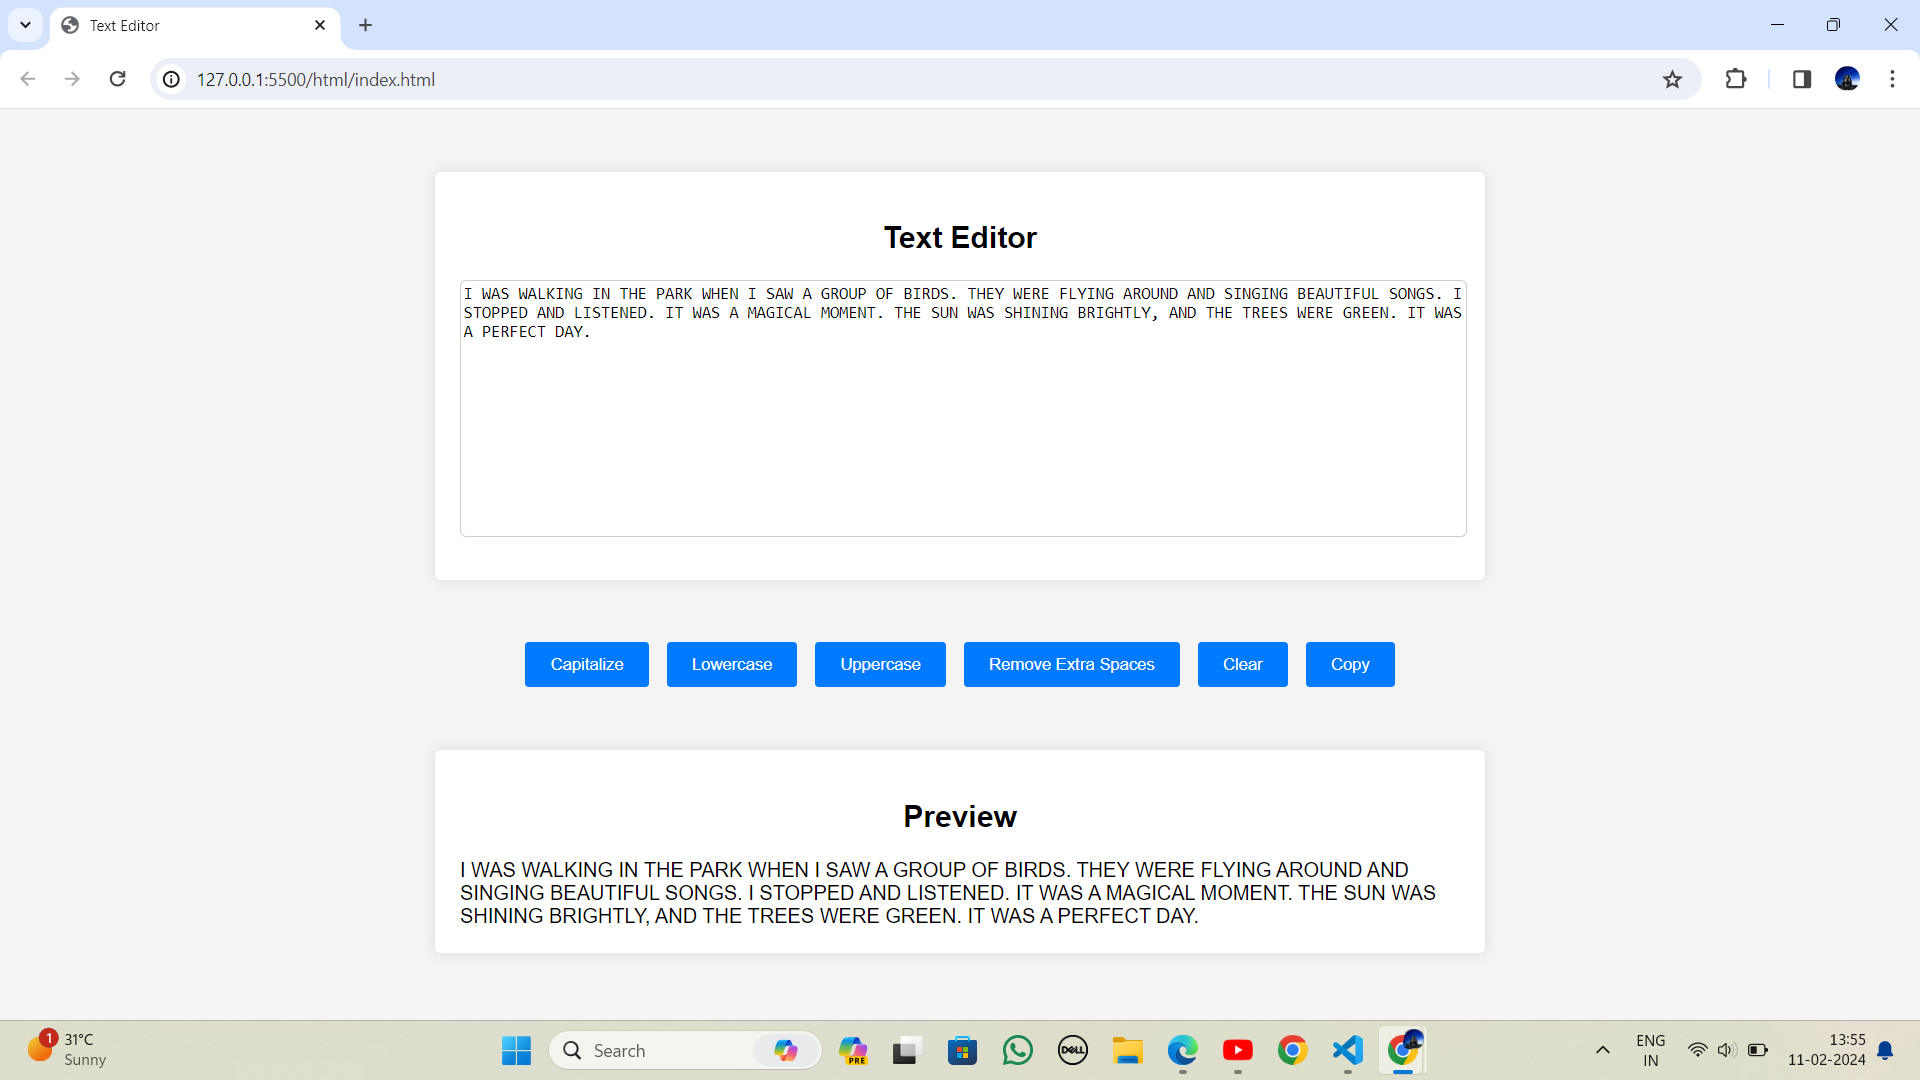 Text Editor
127.0.0.1:5500/html/index.html
Text Editor
I WAS WALKING IN THE PARK WHEN I SAW A GROUP OF BIRDS. THEY WERE FLYING AROUND AND SINGING BEAUTIFUL SONGS. I
STOPPED AND LISTENED. IT WAS A MAGICAL MOMENT. THE SUN WAS SHINING BRIGHTLY, AND THE TREES WERE GREEN. IT WAS
A PERFECT DAY.
Capitalize Lowercase Uppercase Remove Extra Spaces Clear Copy
Preview
I WAS WALKING IN THE PARK WHEN I SAW A GROUP OF BIRDS. THEY WERE FLYING AROUND AND
SINGING BEAUTIFUL SONGS. I STOPPED AND LISTENED. IT WAS A MAGICAL MOMENT. THE SUN WAS
SHINING BRIGHTLY, AND THE TREES WERE GREEN. IT WAS A PERFECT DAY.
1
31°C
Sunny
Search
PRE
DELL
ENG
IN
13:55
11-02-2024